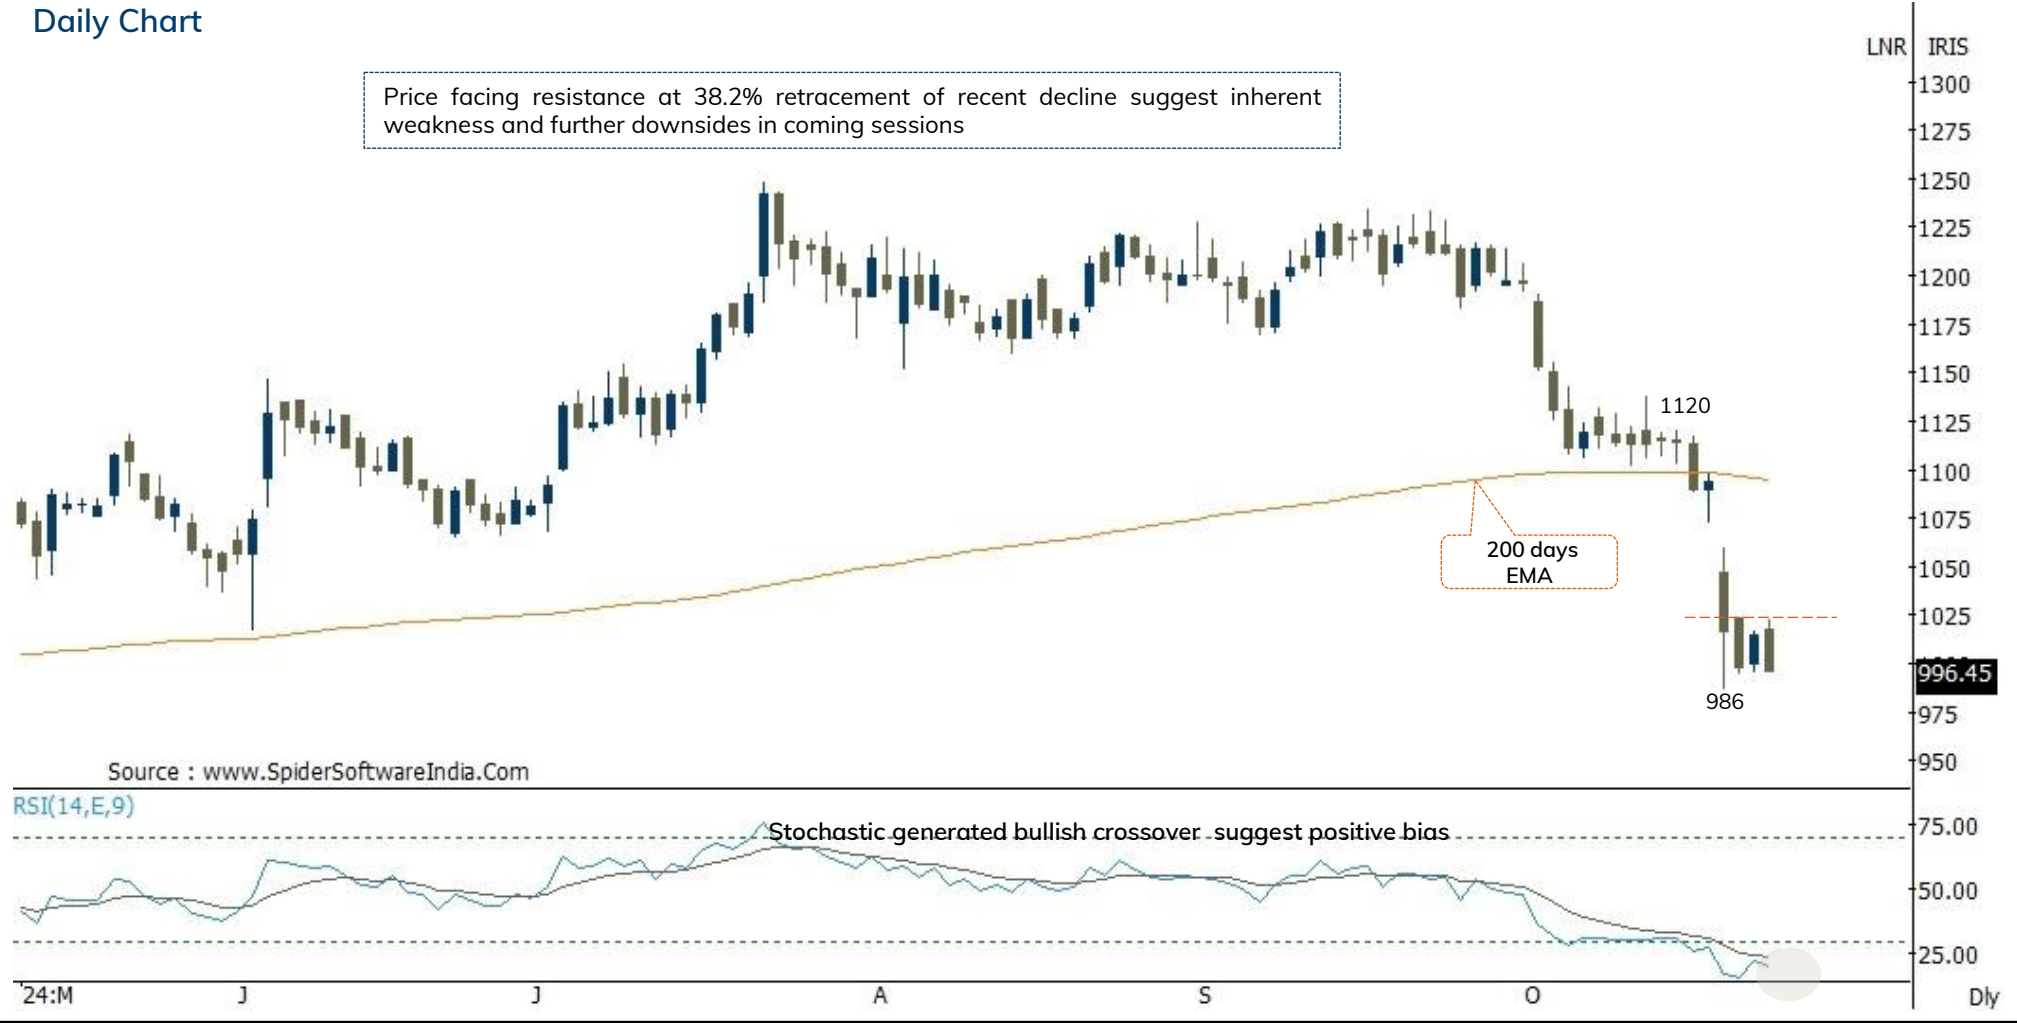 Daily Chart
LNR IRIS
Price facing resistance at 38.2% retracement of recent decline suggest inherent
weakness and further downsides in coming sessions
1300
1275
1250
1225
1200
1175
1150
1120
1125
1100
1075
200 days
EMA
1050
1025
996.45
986
975
950
Source : www.SpiderSoftwareIndia.Com
RSI(14,E,9)
Stochastic generated bullish crossover suggest positive bias
75.00
50.00
25.00
'24:M J J A S O Dly